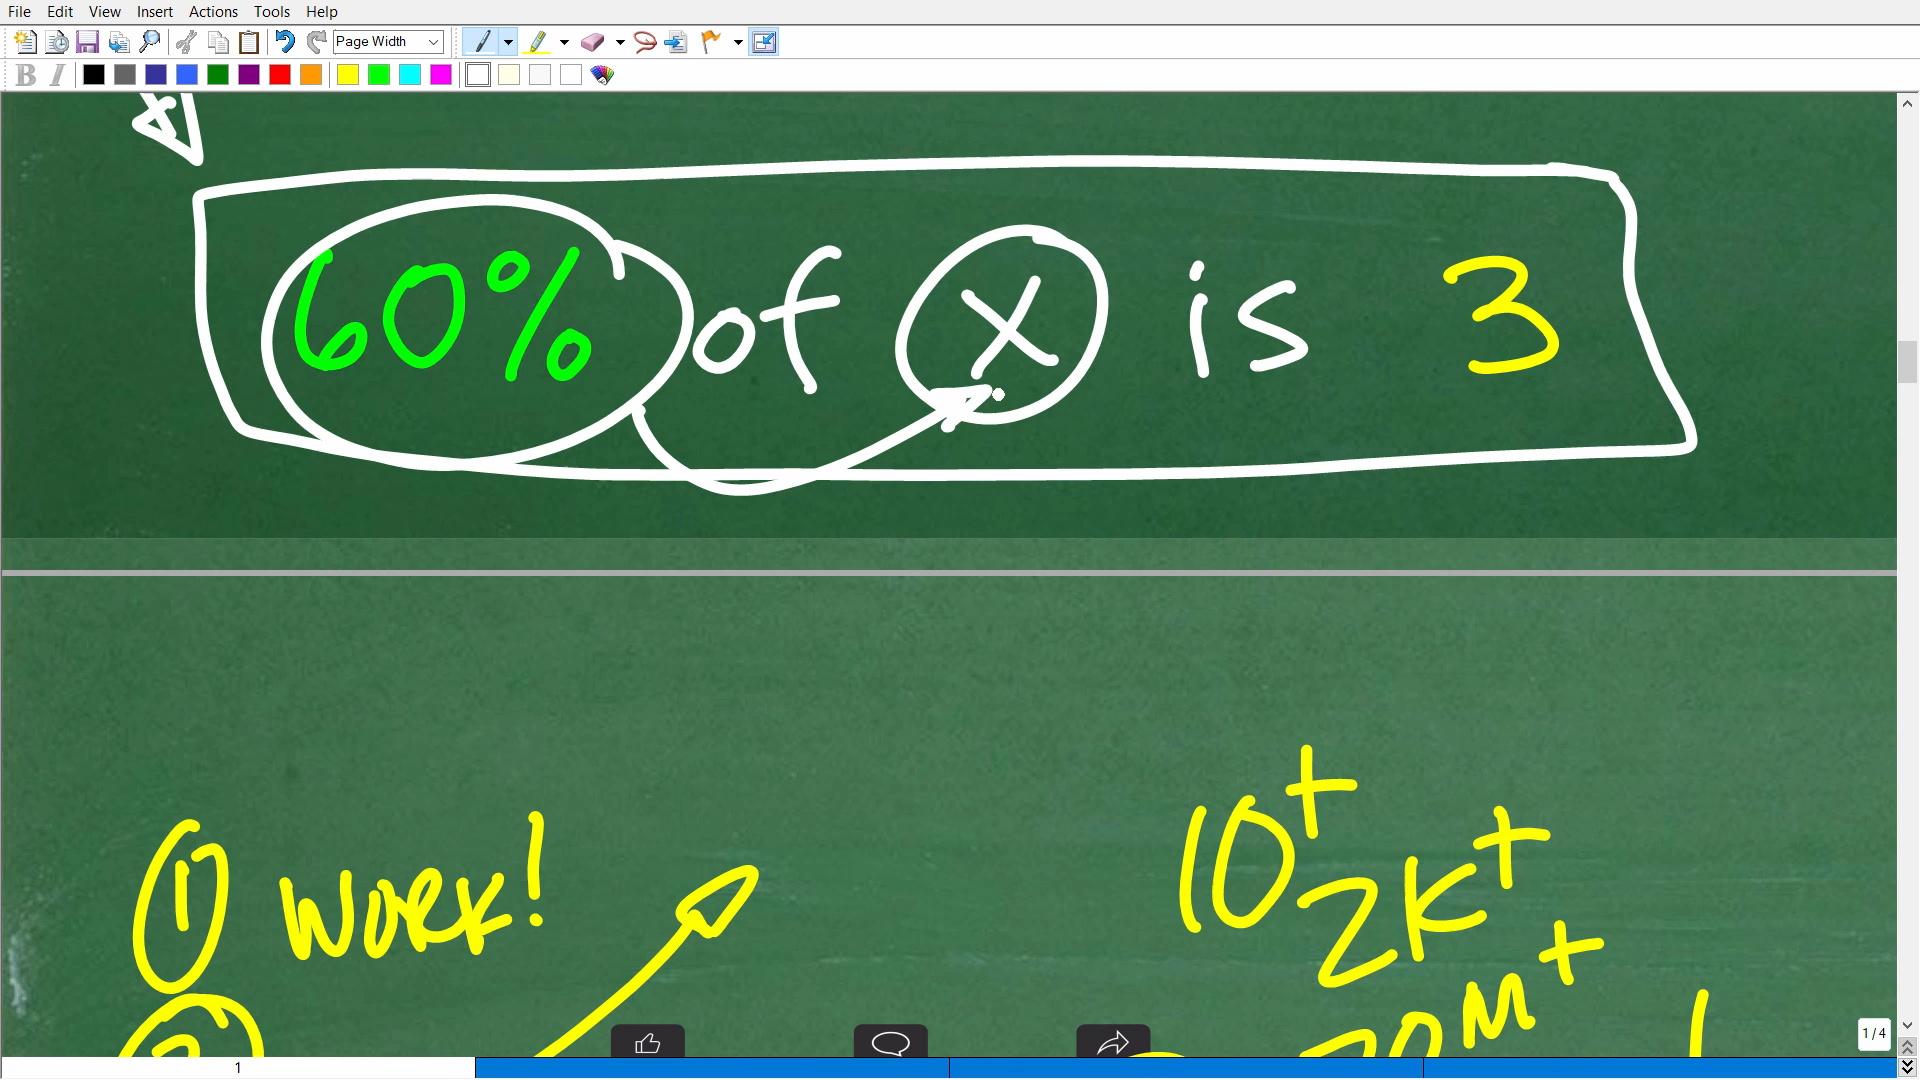 File Edit View Insert Actions Tools Help
Page Width
B I
60% of x is 3
① WORK!
10+
2K+
1/4
1